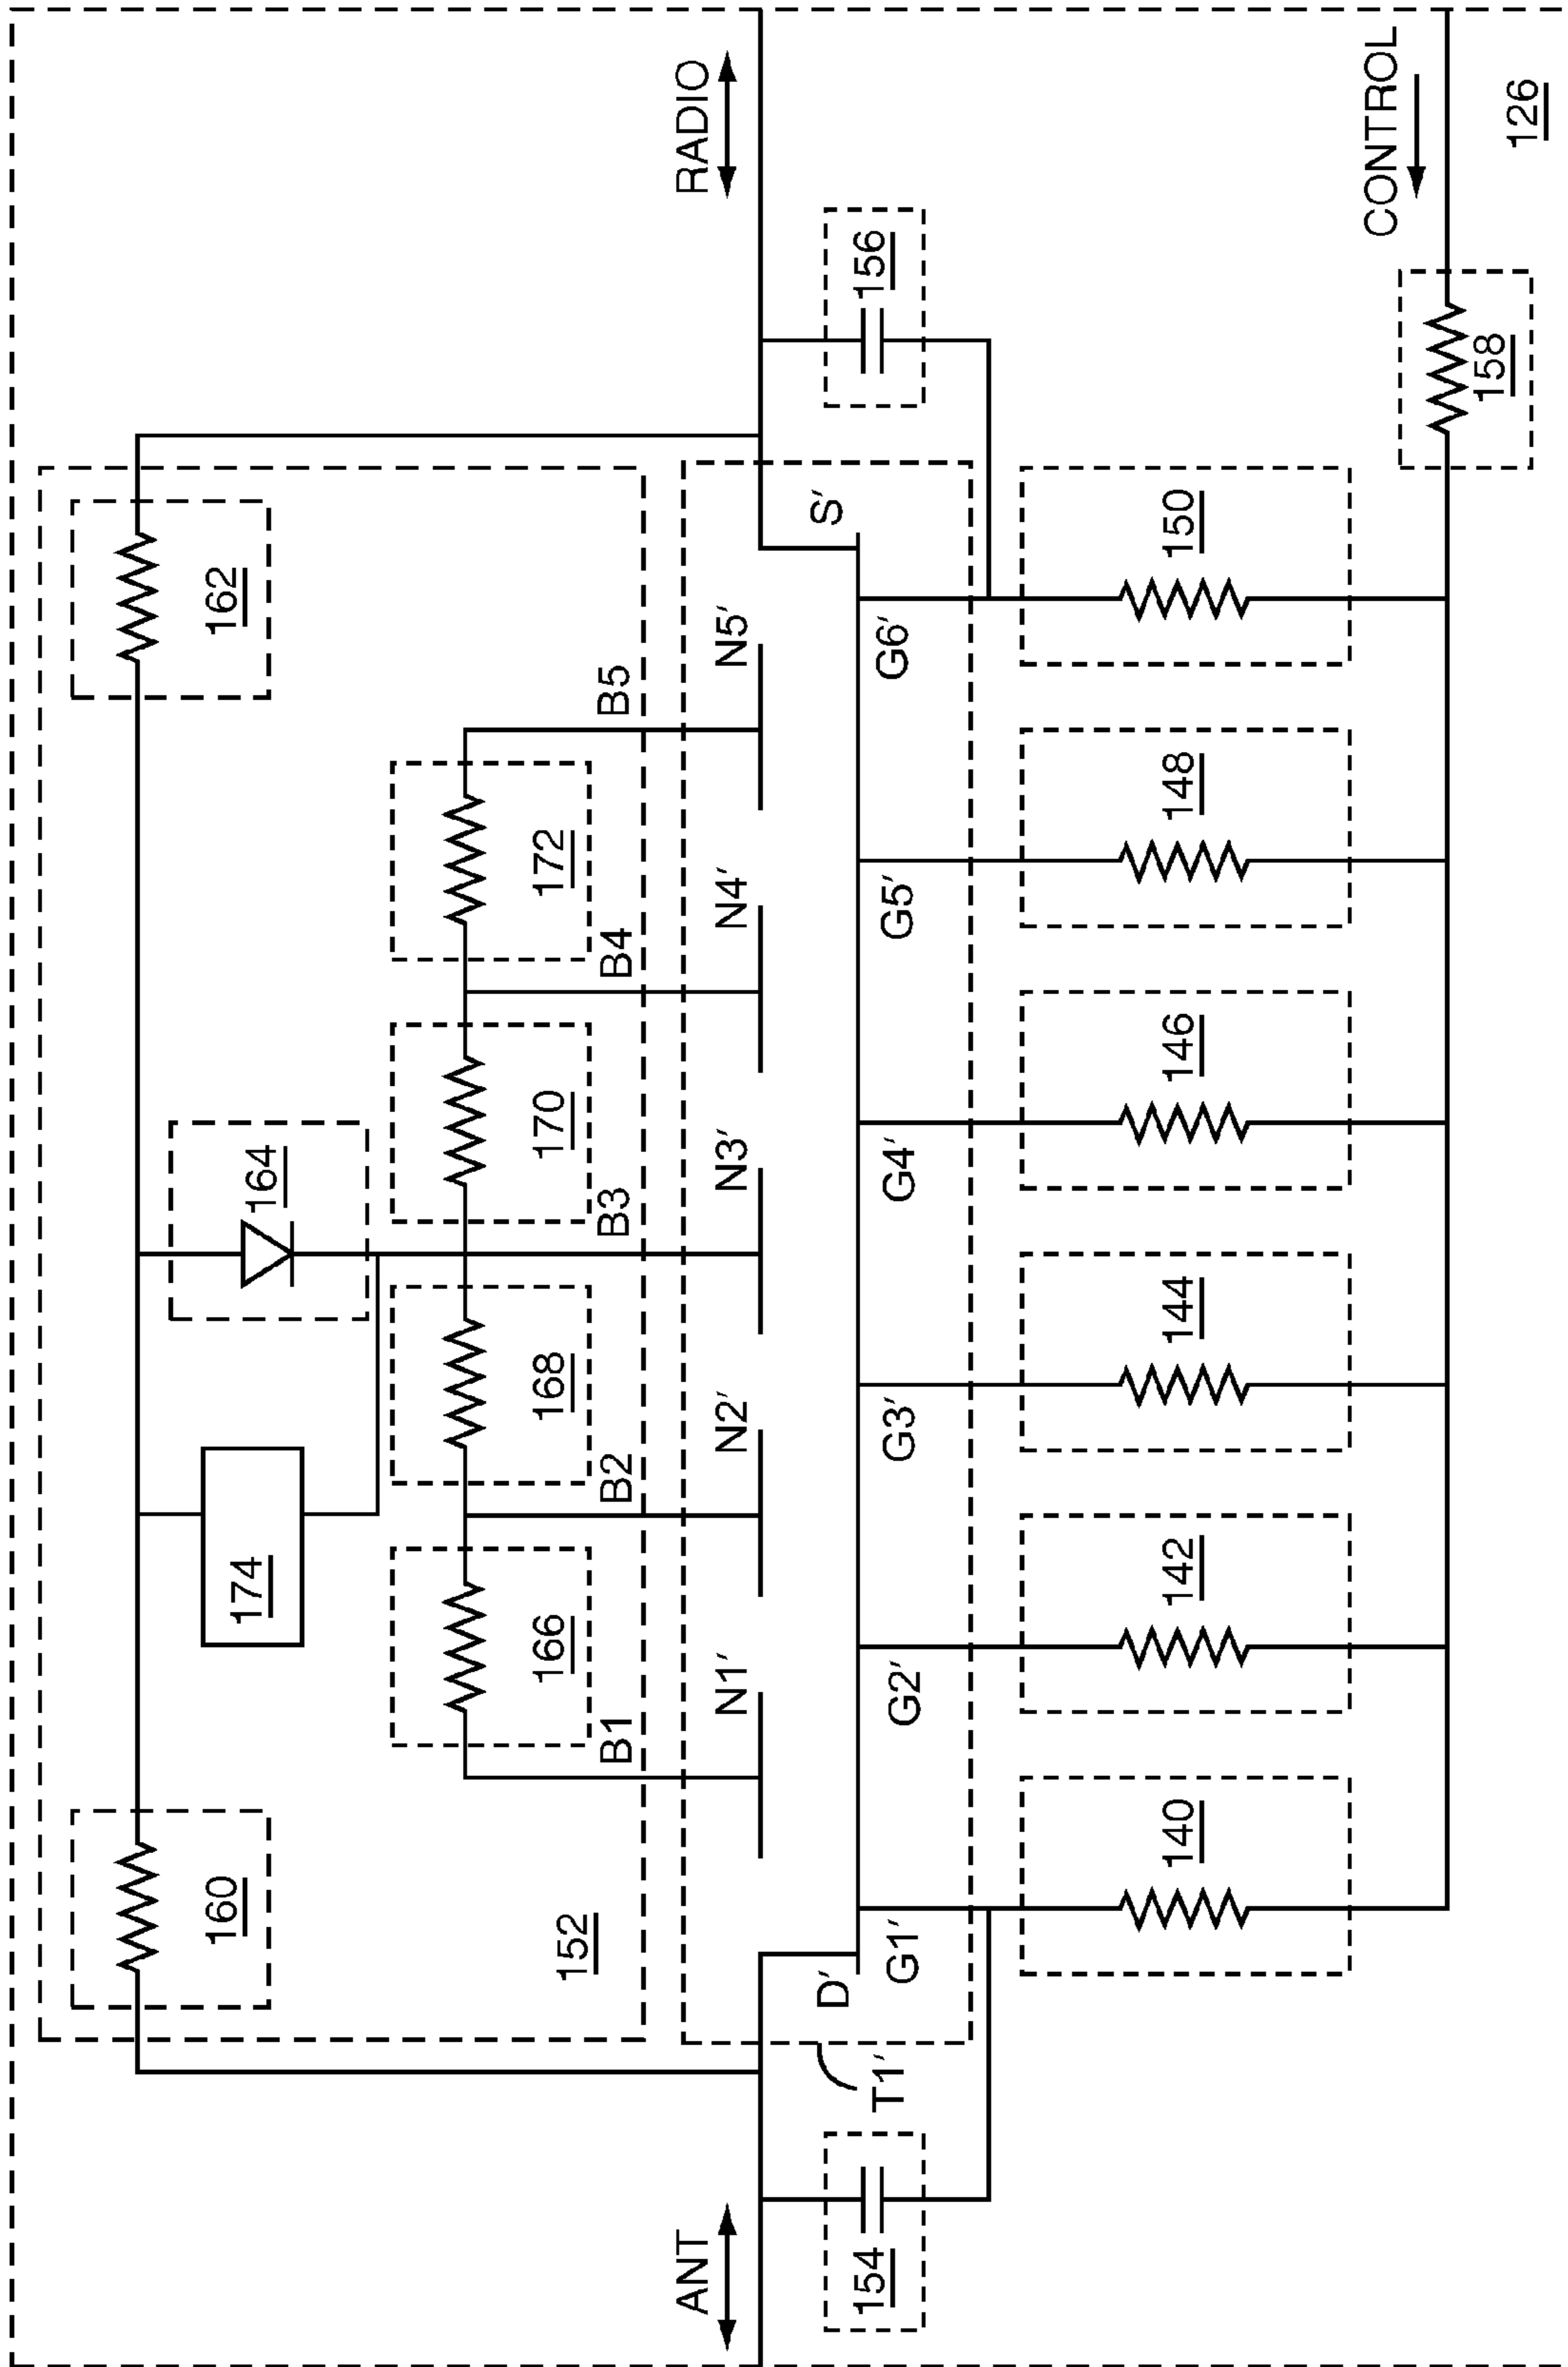 162
164
174
160
172
170
168
166
152
B5
B4
B3
B2
B1
RADIO
ANT
N5′
N4′
N3′
N2′
N1′
S′
D′
T1′
156
154
G6′
G5′
G4′
G3′
G2′
G1′
150
148
146
144
142
140
CONTROL
158
126